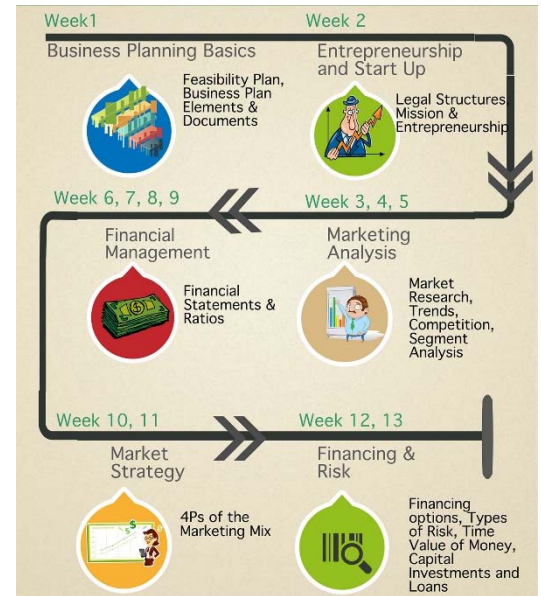 Week1
Business Planning Basics
Feasibility Plan,
Business Plan
Elements &
Documents
Week 2
Entrepreneurship
and Start Up
Legal Structures,
Mission &
Entrepreneurship
Week 3, 4, 5
Marketing
Analysis
Market
Research,
Trends,
Competition,
Segment
Analysis
Week 6, 7, 8, 9
Financial
Management
Financial
Statements &
Ratios
Week 10, 11
Market
Strategy
4Ps of the
Marketing Mix
Week 12, 13
Financing &
Risk
Financing
options, Types
of Risk, Time
Value of Money,
Capital
Investments and
Loans